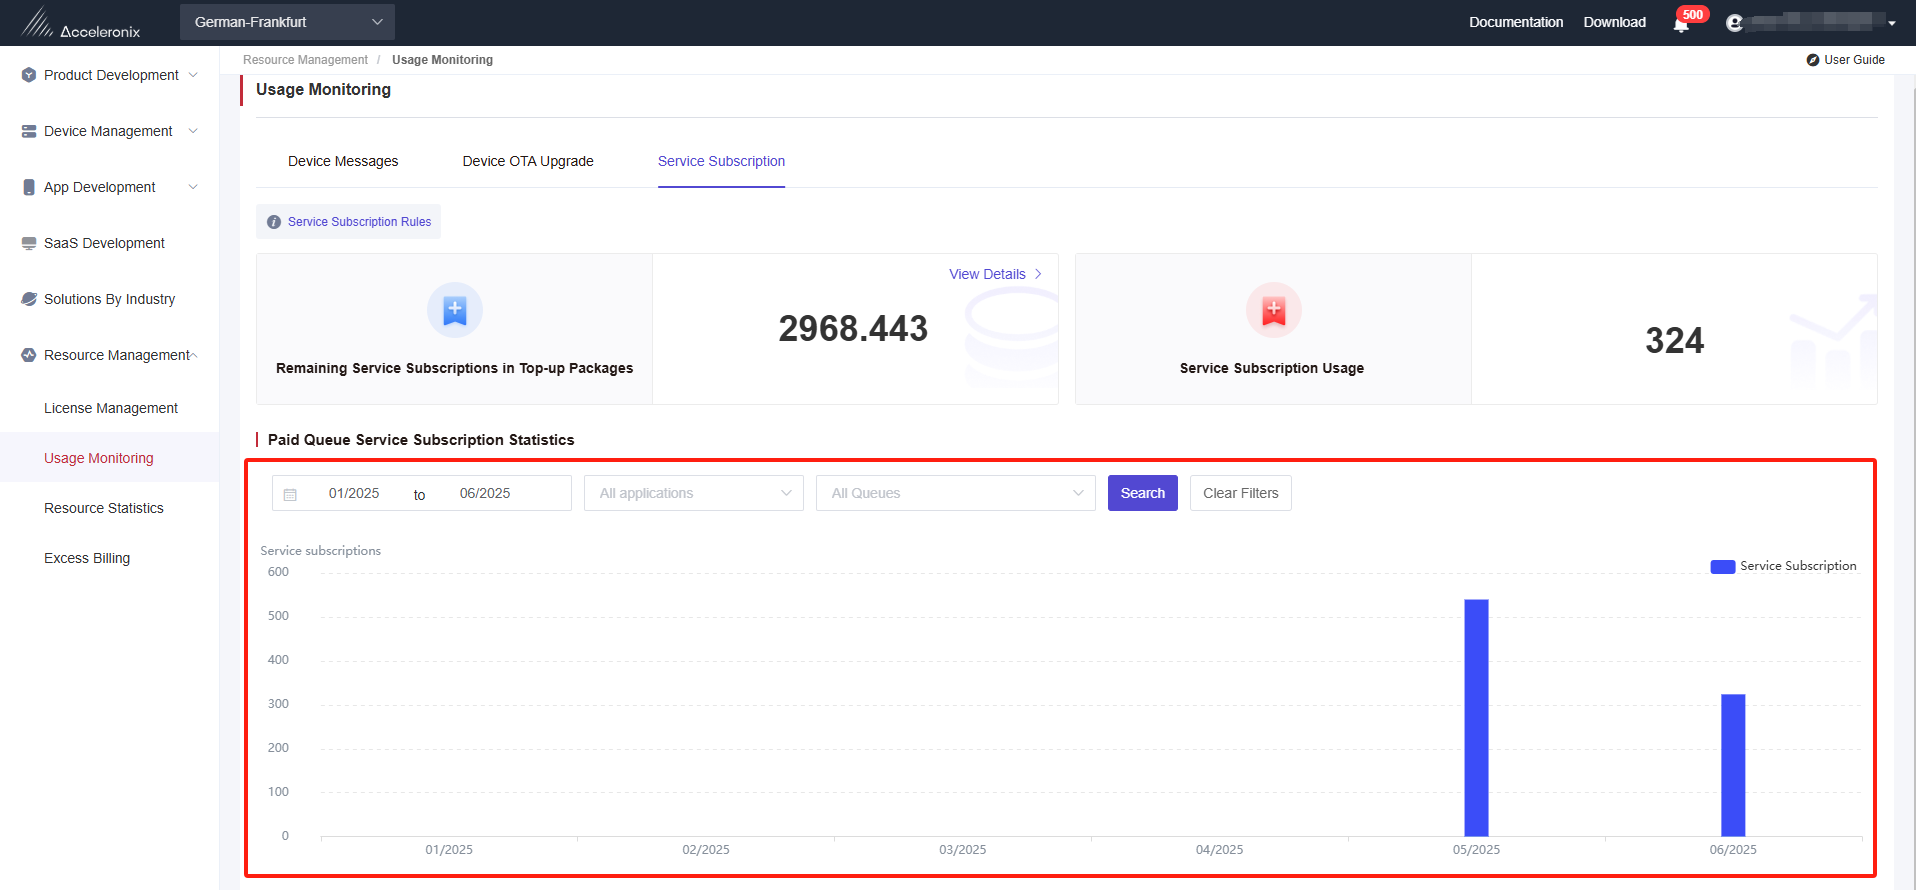 Acceleronix
German-Frankfurt
Documentation
Download
500
Product Development
Device Management
App Development
SaaS Development
Solutions By Industry
Resource Management
License Management
Usage Monitoring
Resource Statistics
Excess Billing
Resource Management / Usage Monitoring
User Guide
Usage Monitoring
Device Messages
Device OTA Upgrade
Service Subscription
Service Subscription Rules
Remaining Service Subscriptions in Top-up Packages
View Details
2968.443
Service Subscription Usage
324
Paid Queue Service Subscription Statistics
01/2025 to 06/2025
All applications
All Queues
Search
Clear Filters
Service subscriptions
Service Subscription
600
500
400
300
200
100
0
01/2025
02/2025
03/2025
04/2025
05/2025
06/2025